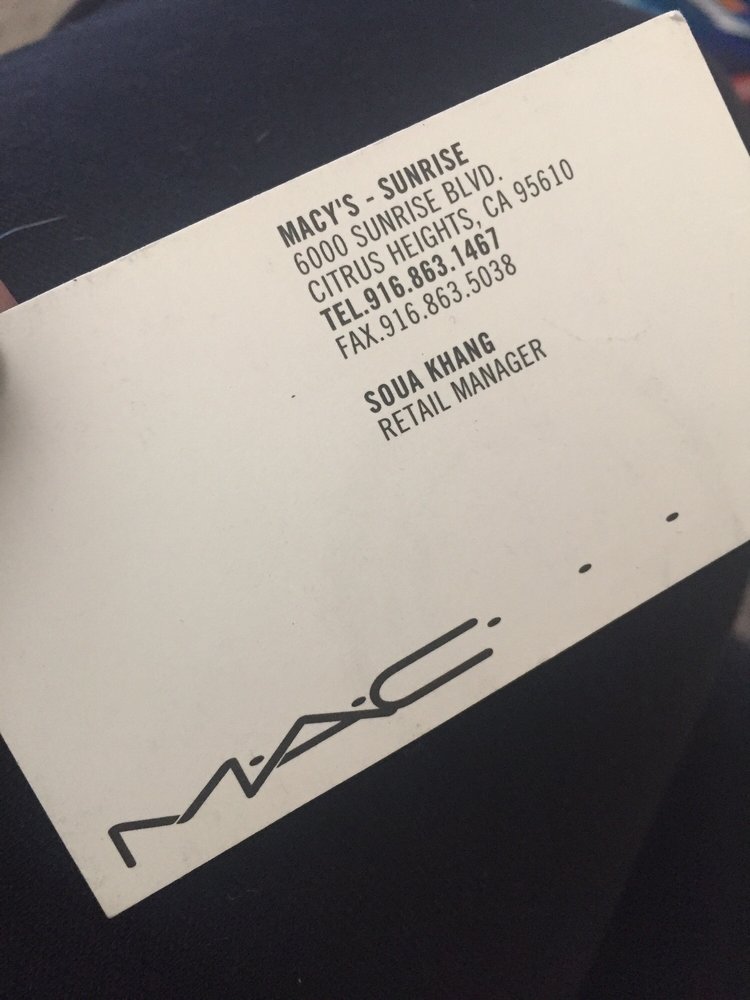 MACY'S - SUNRISE
6000 SUNRISE BLVD.
CITRUS HEIGHTS, CA 95610
TEL.916.863.1467
FAX.916.863.5038
SOUA KHANG
RETAIL MANAGER
M·A·C